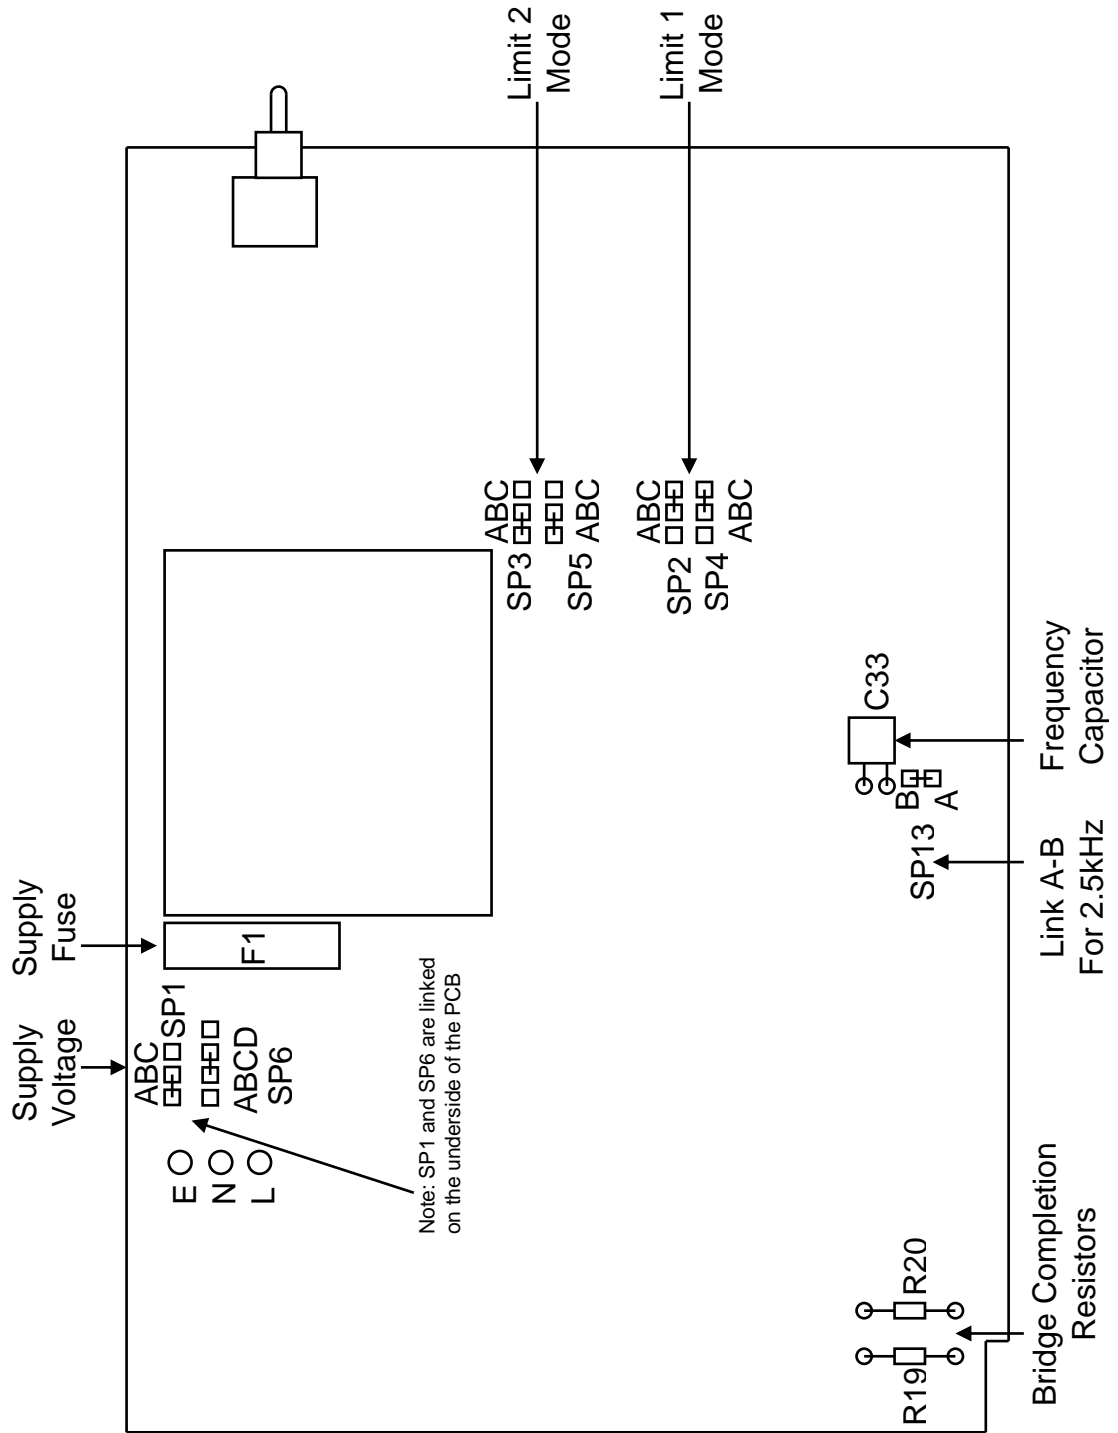 Supply
Voltage
Supply
Fuse
Limit 2
Mode
Limit 1
Mode
ABC
SP1
ABCD
SP6
F1
E
N
L
Note: SP1 and SP6 are linked
on the underside of the PCB
ABC
SP3
SP5
ABC
ABC
SP2
SP4
ABC
C33
B
A
SP13
R19
R20
Bridge Completion
Resistors
Link A-B
For 2.5kHz
Frequency
Capacitor